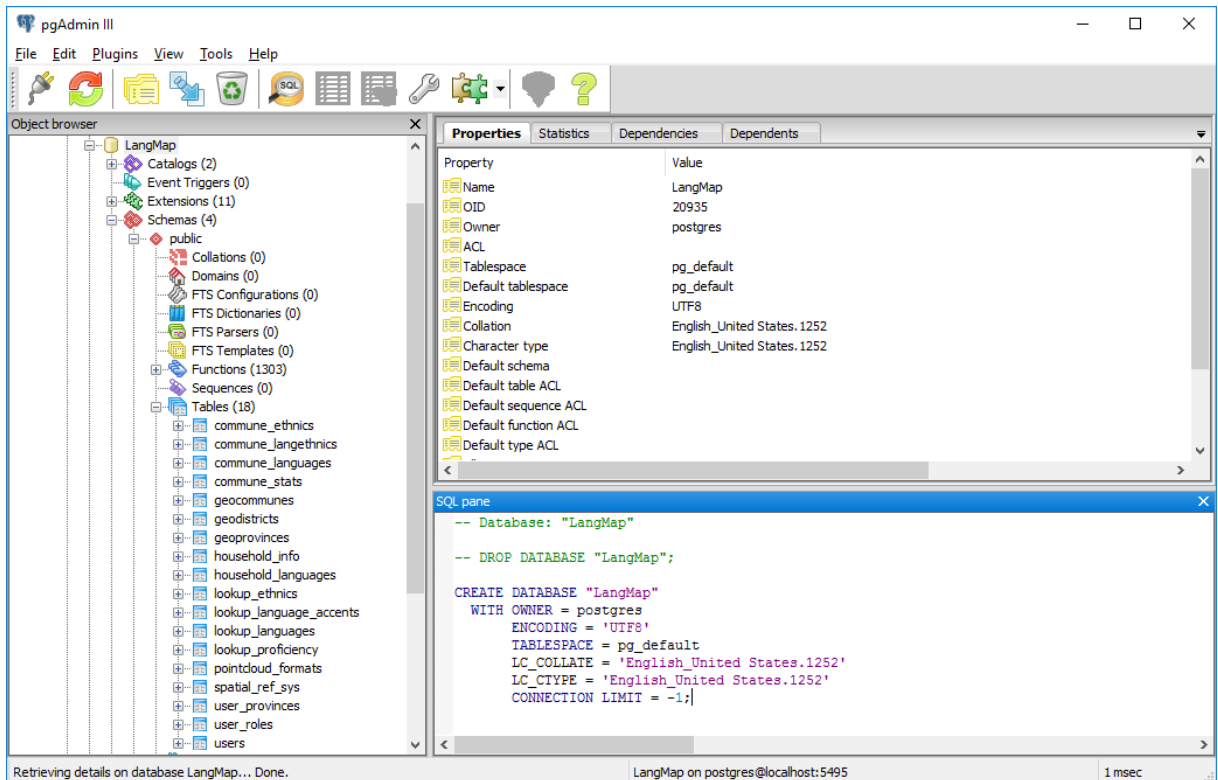 pgAdmin III
File Edit Plugins View Tools Help
SQL
Object browser
LangMap
Catalogs (2)
Event Triggers (0)
Extensions (11)
Schemas (4)
public
Collations (0)
Domains (0)
FTS Configurations (0)
FTS Dictionaries (0)
FTS Parsers (0)
FTS Templates (0)
Functions (1303)
Sequences (0)
Tables (18)
commune_ethnics
commune_langethnics
commune_languages
commune_stats
geocommunes
geodistricts
geoprovinces
household_info
household_languages
lookup_ethnics
lookup_language_accents
lookup_languages
lookup_proficiency
pointcloud_formats
spatial_ref_sys
user_provinces
user_roles
users
Properties Statistics Dependencies Dependents
Property Value
Name LangMap
OID 20935
Owner postgres
ACL
Tablespace pg_default
Default tablespace pg_default
Encoding UTF8
Collation English_United States.1252
Character type English_United States.1252
Default schema
Default table ACL
Default sequence ACL
Default function ACL
Default type ACL
SQL pane
-- Database: "LangMap"
-- DROP DATABASE "LangMap";
CREATE DATABASE "LangMap"
WITH OWNER = postgres
ENCODING = 'UTF8'
TABLESPACE = pg_default
LC_COLLATE = 'English_United States.1252'
LC_CTYPE = 'English_United States.1252'
CONNECTION LIMIT = -1;
Retrieving details on database LangMap... Done. LangMap on postgres@localhost:5495 1 msec